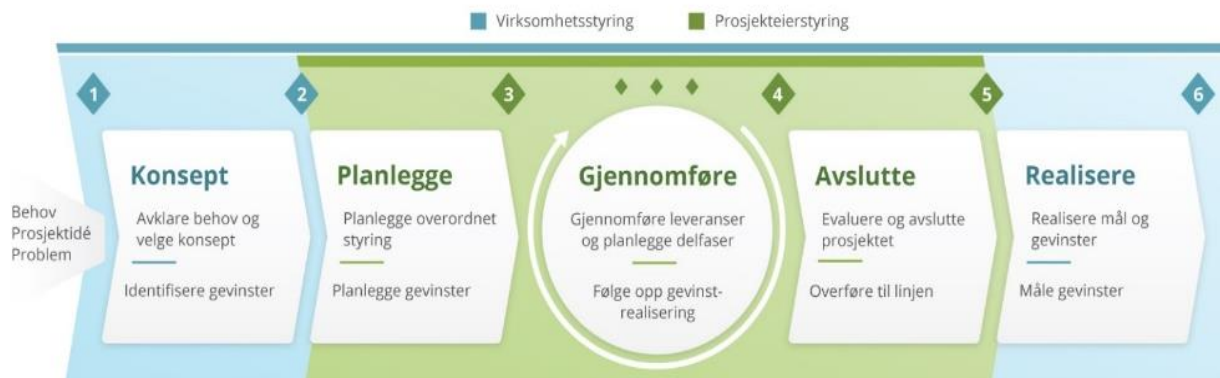 Virksomhetsstyring
Prosjekteierstyring
1
2
3
4
5
6
Behov
Prosjektidé
Problem
Konsept
Avklare behov og
velge konsept
Identifisere gevinster
Planlegge
Planlegge overordnet
styring
Planlegge gevinster
Gjennomføre
Gjennomføre leveranser
og planlegge delfaser
Følge opp gevinst-
realisering
Avslutte
Evaluere og avslutte
prosjektet
Overføre til linjen
Realisere
Realisere mål og
gevinster
Måle gevinster